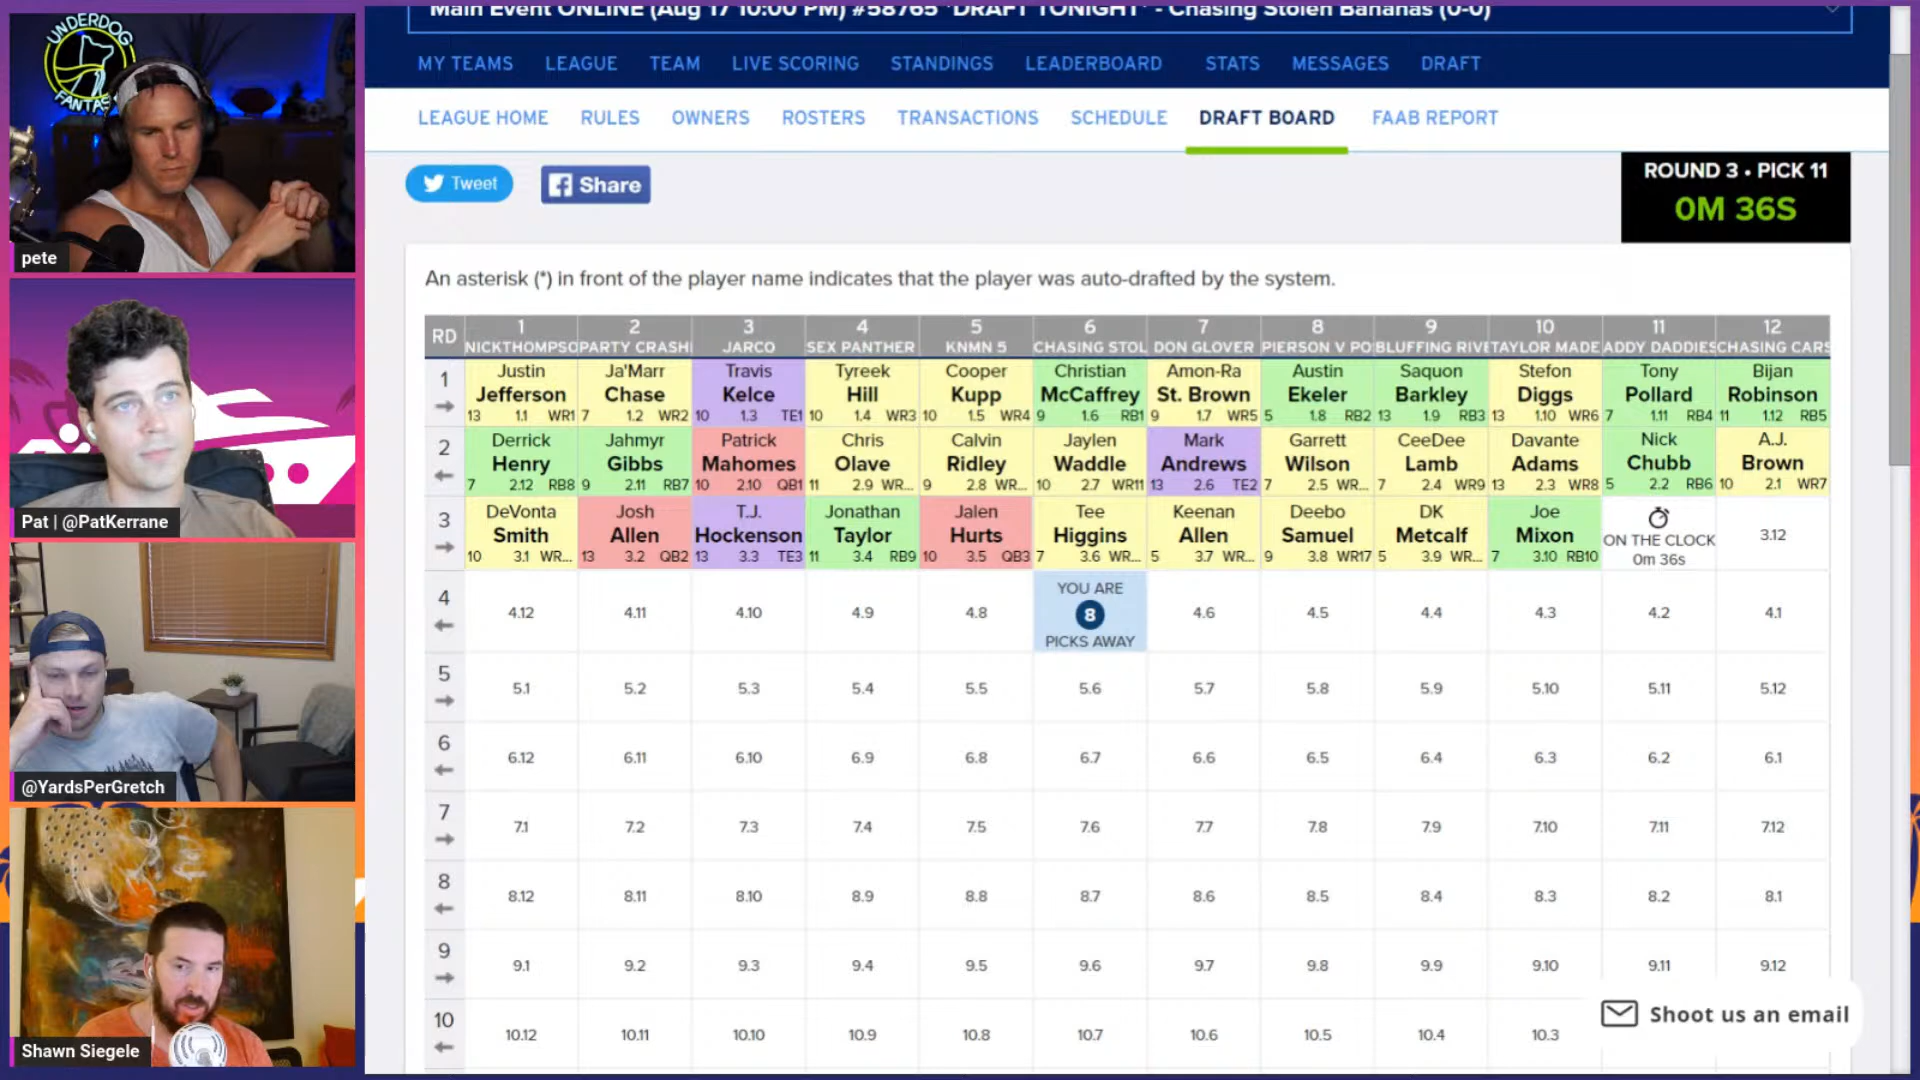 UNDERDOG
FANTAS
pete
Pat | @PatKerrane
@YardsPerGretch
Shawn Siegele
Main Event ONLINE (Aug 17 10:00 PM) #58765 *DRAFT TONIGHT* - Chasing Stolen Bananas (0-0)
MY TEAMS LEAGUE TEAM LIVE SCORING STANDINGS LEADERBOARD STATS MESSAGES DRAFT
LEAGUE HOME RULES OWNERS ROSTERS TRANSACTIONS SCHEDULE DRAFT BOARD FAAB REPORT
Tweet Share
ROUND 3 • PICK 11
0M 36S
An asterisk (*) in front of the player name indicates that the player was auto-drafted by the system.
RD 1 2 3 4 5 6 7 8 9 10 11 12
NICKTHOMPSO PARTY CRASHI JARCO SEX PANTHER KNMN 5 CHASING STOL DON GLOVER PIERSON V PO BLUFFING RIVE TAYLOR MADE ADDY DADDIES CHASING CARS
1 Justin Ja'Marr Travis Tyreek Cooper Christian Amon-Ra Austin Saquon Stefon Tony Bijan
Jefferson Chase Kelce Hill Kupp McCaffrey St. Brown Ekeler Barkley Diggs Pollard Robinson
13 1.1 WR1 7 1.2 WR2 10 1.3 TE1 10 1.4 WR3 10 1.5 WR4 9 1.6 RB1 9 1.7 WR5 5 1.8 RB2 13 1.9 RB3 13 1.10 WR6 7 1.11 RB4 11 1.12 RB5
2 Derrick Jahmyr Patrick Chris Calvin Jaylen Mark Garrett CeeDee Davante Nick A.J.
Henry Gibbs Mahomes Olave Ridley Waddle Andrews Wilson Lamb Adams Chubb Brown
7 2.12 RB8 9 2.11 RB7 10 2.10 QB1 11 2.9 WR... 9 2.8 WR... 10 2.7 WR11 13 2.6 TE2 7 2.5 WR... 7 2.4 WR9 13 2.3 WR8 5 2.2 RB6 10 2.1 WR7
3 DeVonta Josh T.J. Jonathan Jalen Tee Keenan Deebo DK Joe
Smith Allen Hockenson Taylor Hurts Higgins Allen Samuel Metcalf Mixon ON THE CLOCK 3.12
10 3.1 WR... 13 3.2 QB2 13 3.3 TE3 11 3.4 RB9 10 3.5 QB3 7 3.6 WR... 5 3.7 WR... 9 3.8 WR17 5 3.9 WR... 7 3.10 RB10 0m 36s
4 4.12 4.11 4.10 4.9 4.8 YOU ARE 8 PICKS AWAY 4.6 4.5 4.4 4.3 4.2 4.1
5 5.1 5.2 5.3 5.4 5.5 5.6 5.7 5.8 5.9 5.10 5.11 5.12
6 6.12 6.11 6.10 6.9 6.8 6.7 6.6 6.5 6.4 6.3 6.2 6.1
7 7.1 7.2 7.3 7.4 7.5 7.6 7.7 7.8 7.9 7.10 7.11 7.12
8 8.12 8.11 8.10 8.9 8.8 8.7 8.6 8.5 8.4 8.3 8.2 8.1
9 9.1 9.2 9.3 9.4 9.5 9.6 9.7 9.8 9.9 9.10 9.11 9.12
10 10.12 10.11 10.10 10.9 10.8 10.7 10.6 10.5 10.4 10.3
Shoot us an email